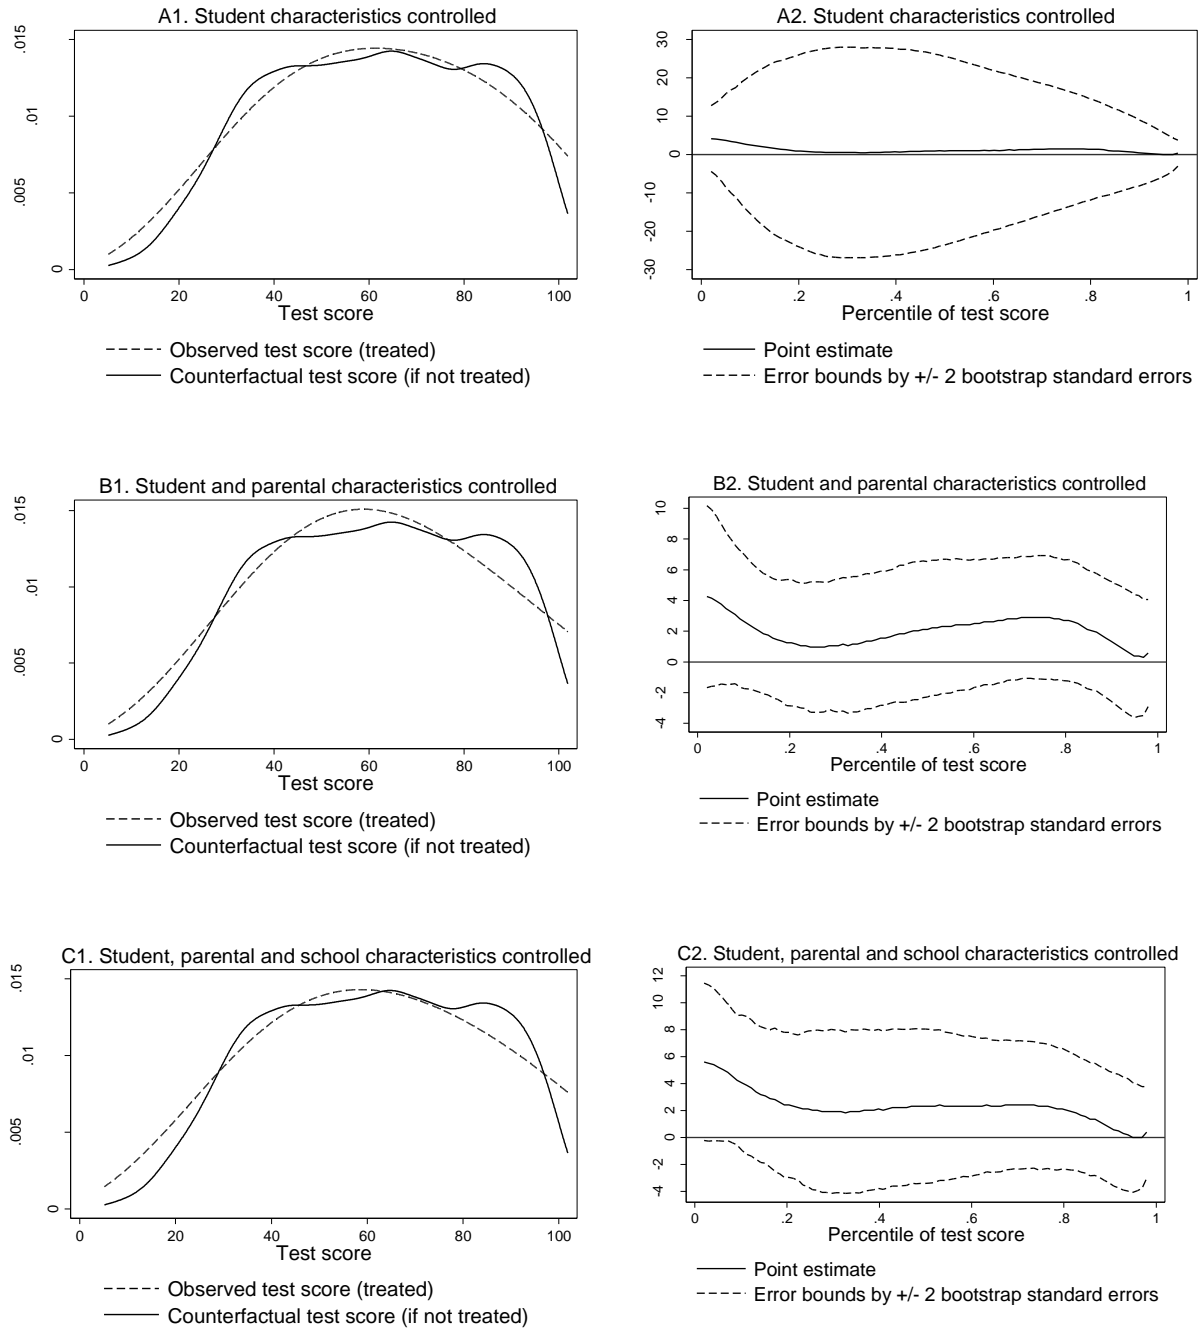 A1. Student characteristics controlled
.015
.01
.005
0
0 20 40 60 80 100
Test score
Observed test score (treated)
Counterfactual test score (if not treated)
A2. Student characteristics controlled
30
20
10
0
-10
-20
-30
0 .2 .4 .6 .8 1
Percentile of test score
Point estimate
Error bounds by +/- 2 bootstrap standard errors
B1. Student and parental characteristics controlled
.015
.01
.005
0
0 20 40 60 80 100
Test score
Observed test score (treated)
Counterfactual test score (if not treated)
B2. Student and parental characteristics controlled
10
8
6
4
2
0
-2
-4
0 .2 .4 .6 .8 1
Percentile of test score
Point estimate
Error bounds by +/- 2 bootstrap standard errors
C1. Student, parental and school characteristics controlled
.015
.01
.005
0
0 20 40 60 80 100
Test score
Observed test score (treated)
Counterfactual test score (if not treated)
C2. Student, parental and school characteristics controlled
12
10
8
6
4
2
0
-2
-4
0 .2 .4 .6 .8 1
Percentile of test score
Point estimate
Error bounds by +/- 2 bootstrap standard errors